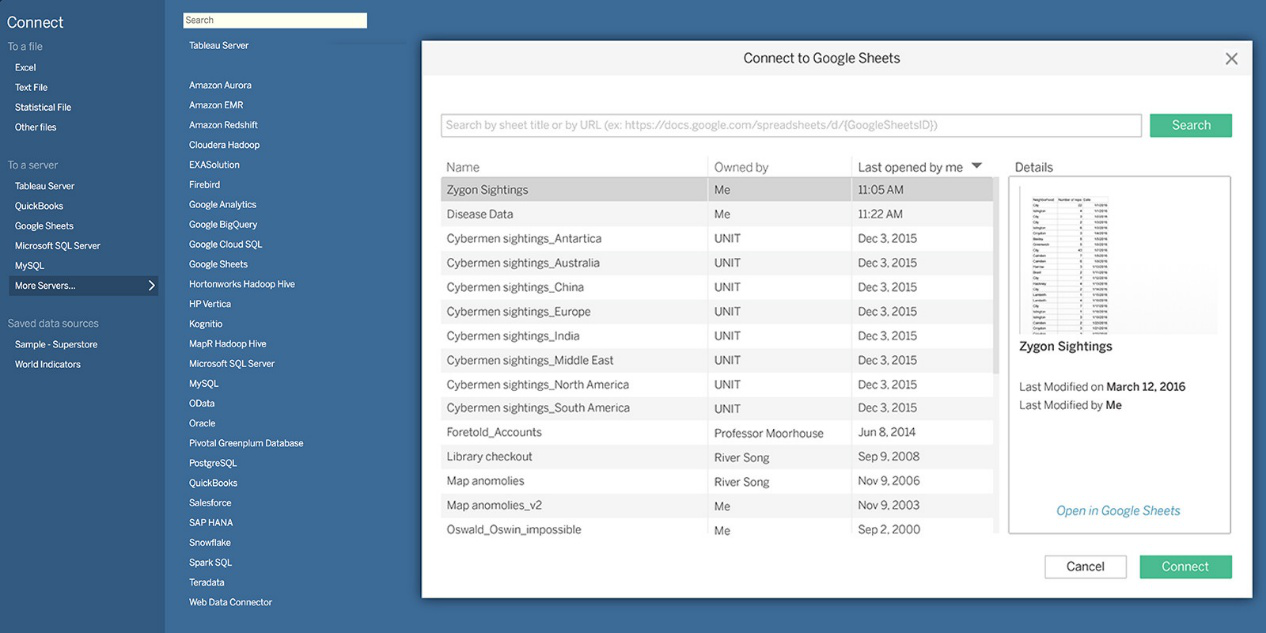 Connect
To a file
Excel
Text File
Statistical File
Other files
To a server
Tableau Server
QuickBooks
Google Sheets
Microsoft SQL Server
MySQL
More Servers...
Saved data sources
Sample - Superstore
World Indicators
Search
Tableau Server
Amazon Aurora
Amazon EMR
Amazon Redshift
Cloudera Hadoop
EXASolution
Firebird
Google Analytics
Google BigQuery
Google Cloud SQL
Google Sheets
Hortonworks Hadoop Hive
HP Vertica
Kognitio
MapR Hadoop Hive
Microsoft SQL Server
MySQL
OData
Oracle
Pivotal Greenplum Database
PostgreSQL
QuickBooks
Salesforce
SAP HANA
Snowflake
Spark SQL
Teradata
Web Data Connector
Connect to Google Sheets
Search by sheet title or by URL (ex: https://docs.google.com/spreadsheets/d/{GoogleSheetsID}) Search
Name Owned by Last opened by me
Zygon Sightings Me 11:05 AM
Disease Data Me 11:22 AM
Cybermen sightings_Antartica UNIT Dec 3, 2015
Cybermen sightings_Australia UNIT Dec 3, 2015
Cybermen sightings_China UNIT Dec 3, 2015
Cybermen sightings_Europe UNIT Dec 3, 2015
Cybermen sightings_India UNIT Dec 3, 2015
Cybermen sightings_Middle East UNIT Dec 3, 2015
Cybermen sightings_North America UNIT Dec 3, 2015
Cybermen sightings_South America UNIT Dec 3, 2015
Foretold_Accounts Professor Moorhouse Jun 8, 2014
Library checkout River Song Sep 9, 2008
Map anomolies River Song Nov 9, 2006
Map anomolies_v2 Me Nov 9, 2003
Oswald_Oswin_impossible Me Sep 2, 2000
Details
Zygon Sightings
Last Modified on March 12, 2016
Last Modified by Me
Open in Google Sheets
Cancel Connect